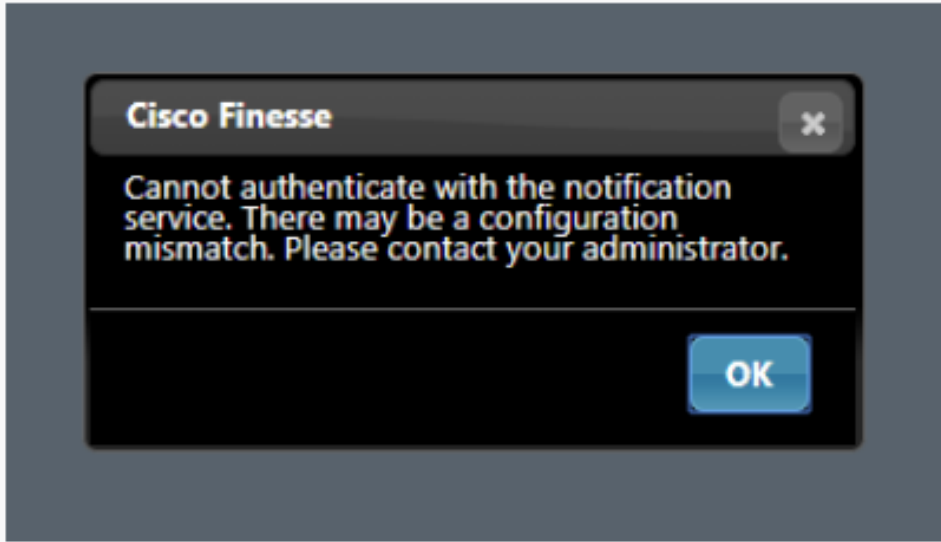 Cisco Finesse
Cannot authenticate with the notification
service. There may be a configuration
mismatch. Please contact your administrator.
OK